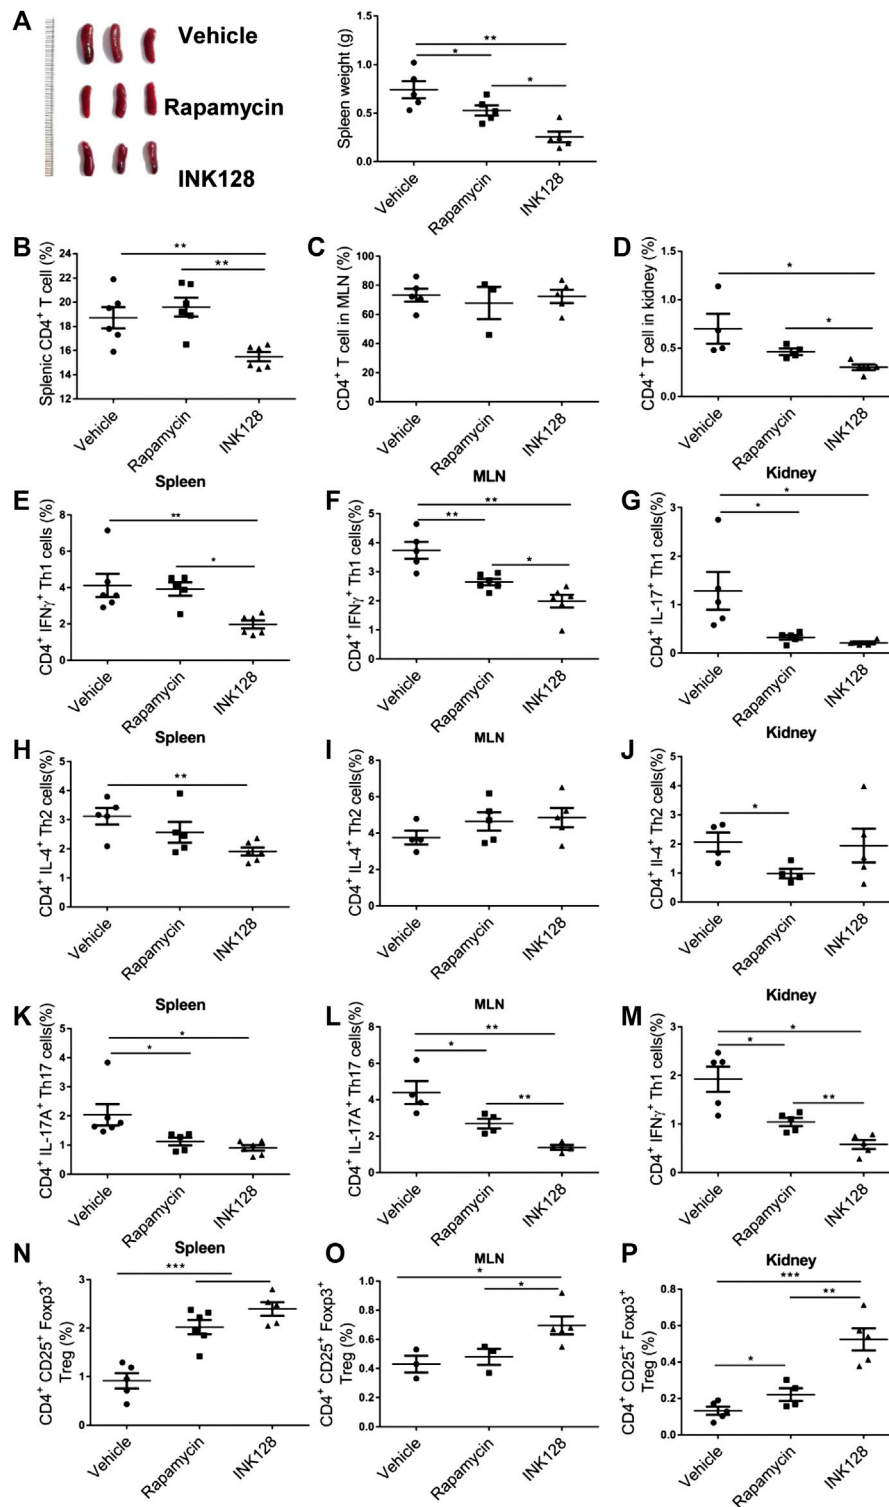 A
Vehicle
Rapamycin
INK128
Spleen weight (g)
1.5
1.0
0.5
0.0
**
*
*
Vehicle
Rapamycin
INK128
B
Splenic CD4+ T cell (%)
24
22
20
18
16
14
12
**
**
Vehicle
Rapamycin
INK128
C
CD4+ T cell in MLN (%)
100
80
60
40
20
0
Vehicle
Rapamycin
INK128
D
CD4+ T cell in kidney (%)
1.5
1.0
0.5
0.0
*
*
Vehicle
Rapamycin
INK128
E
Spleen
CD4+ IFNγ+ Th1 cells (%)
8
6
4
2
0
**
*
Vehicle
Rapamycin
INK128
F
MLN
CD4+ IFNγ+ Th1 cells(%)
5
4
3
2
1
0
**
**
*
Vehicle
Rapamycin
INK128
G
Kidney
CD4+ IL-17+ Th1 cells(%)
3
2
1
0
*
*
Vehicle
Rapamycin
INK128
H
Spleen
CD4+ IL-4+ Th2 cells(%)
5
4
3
2
1
0
**
Vehicle
Rapamycin
INK128
I
MLN
CD4+ IL-4+ Th2 cells(%)
8
6
4
2
0
Vehicle
Rapamycin
INK128
J
Kidney
CD4+ Il-4+ Th2 cells(%)
5
4
3
2
1
0
*
Vehicle
Rapamycin
INK128
K
Spleen
CD4+ IL-17A+ Th17 cells(%)
5
4
3
2
1
0
*
*
Vehicle
Rapamycin
INK128
L
MLN
CD4+ IL-17A+ Th17 cells(%)
8
6
4
2
0
**
*
**
Vehicle
Rapamycin
INK128
M
Kidney
CD4+ IFNγ+ Th1 cells(%)
3
2
1
0
*
*
**
Vehicle
Rapamycin
INK128
N
Spleen
CD4+ CD25+ Foxp3+
Treg (%)
3
2
1
0
***
Vehicle
Rapamycin
INK128
O
MLN
CD4+ CD25+ Foxp3+
Treg (%)
1.0
0.8
0.6
0.4
0.2
0.0
*
*
Vehicle
Rapamycin
INK128
P
Kidney
CD4+ CD25+ Foxp3+
Treg (%)
0.8
0.6
0.4
0.2
0.0
***
**
*
Vehicle
Rapamycin
INK128